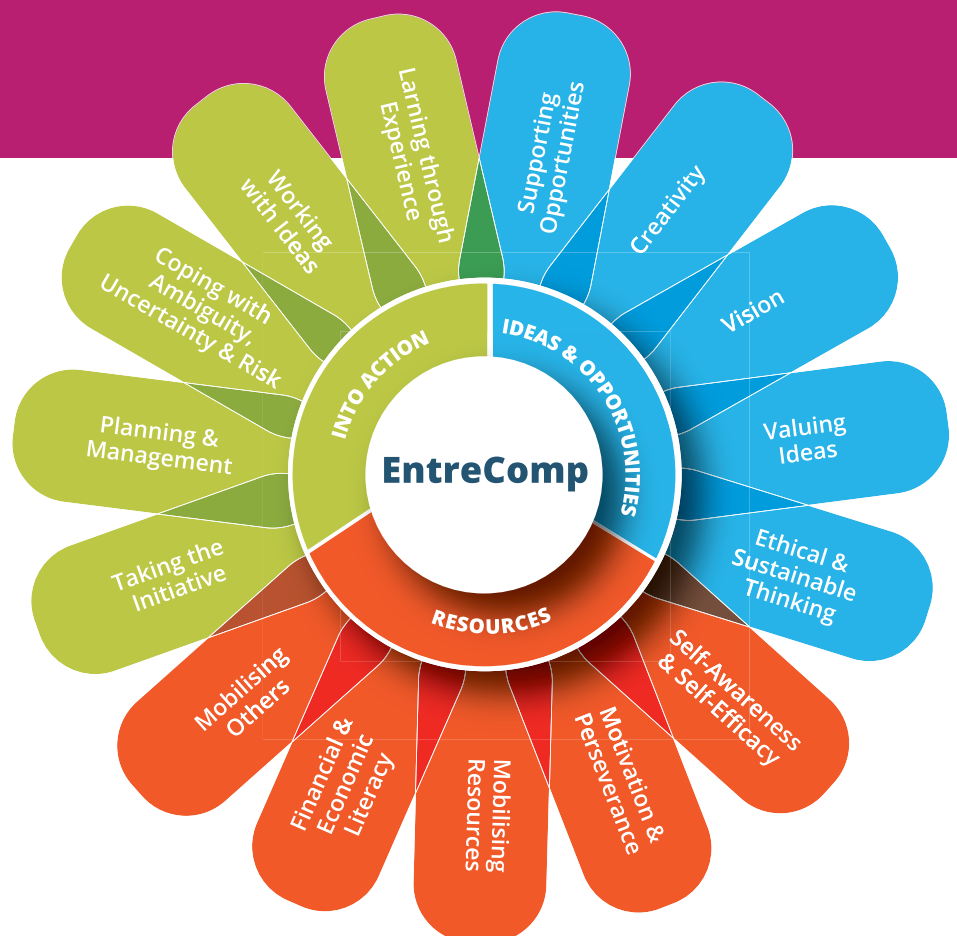 EntreComp
IDEAS & OPPORTUNITIES
Supporting
Opportunities
Creativity
Vision
Valuing
Ideas
Ethical &
Sustainable
Thinking
RESOURCES
Self-Awareness
& Self-Efficacy
Motivation &
Perseverance
Mobilising
Resources
Financial &
Economic
Literacy
Mobilising
Others
INTO ACTION
Taking the
Initiative
Planning &
Management
Coping with
Ambiguity,
Uncertainty & Risk
Working
with Ideas
Larning through
Experience